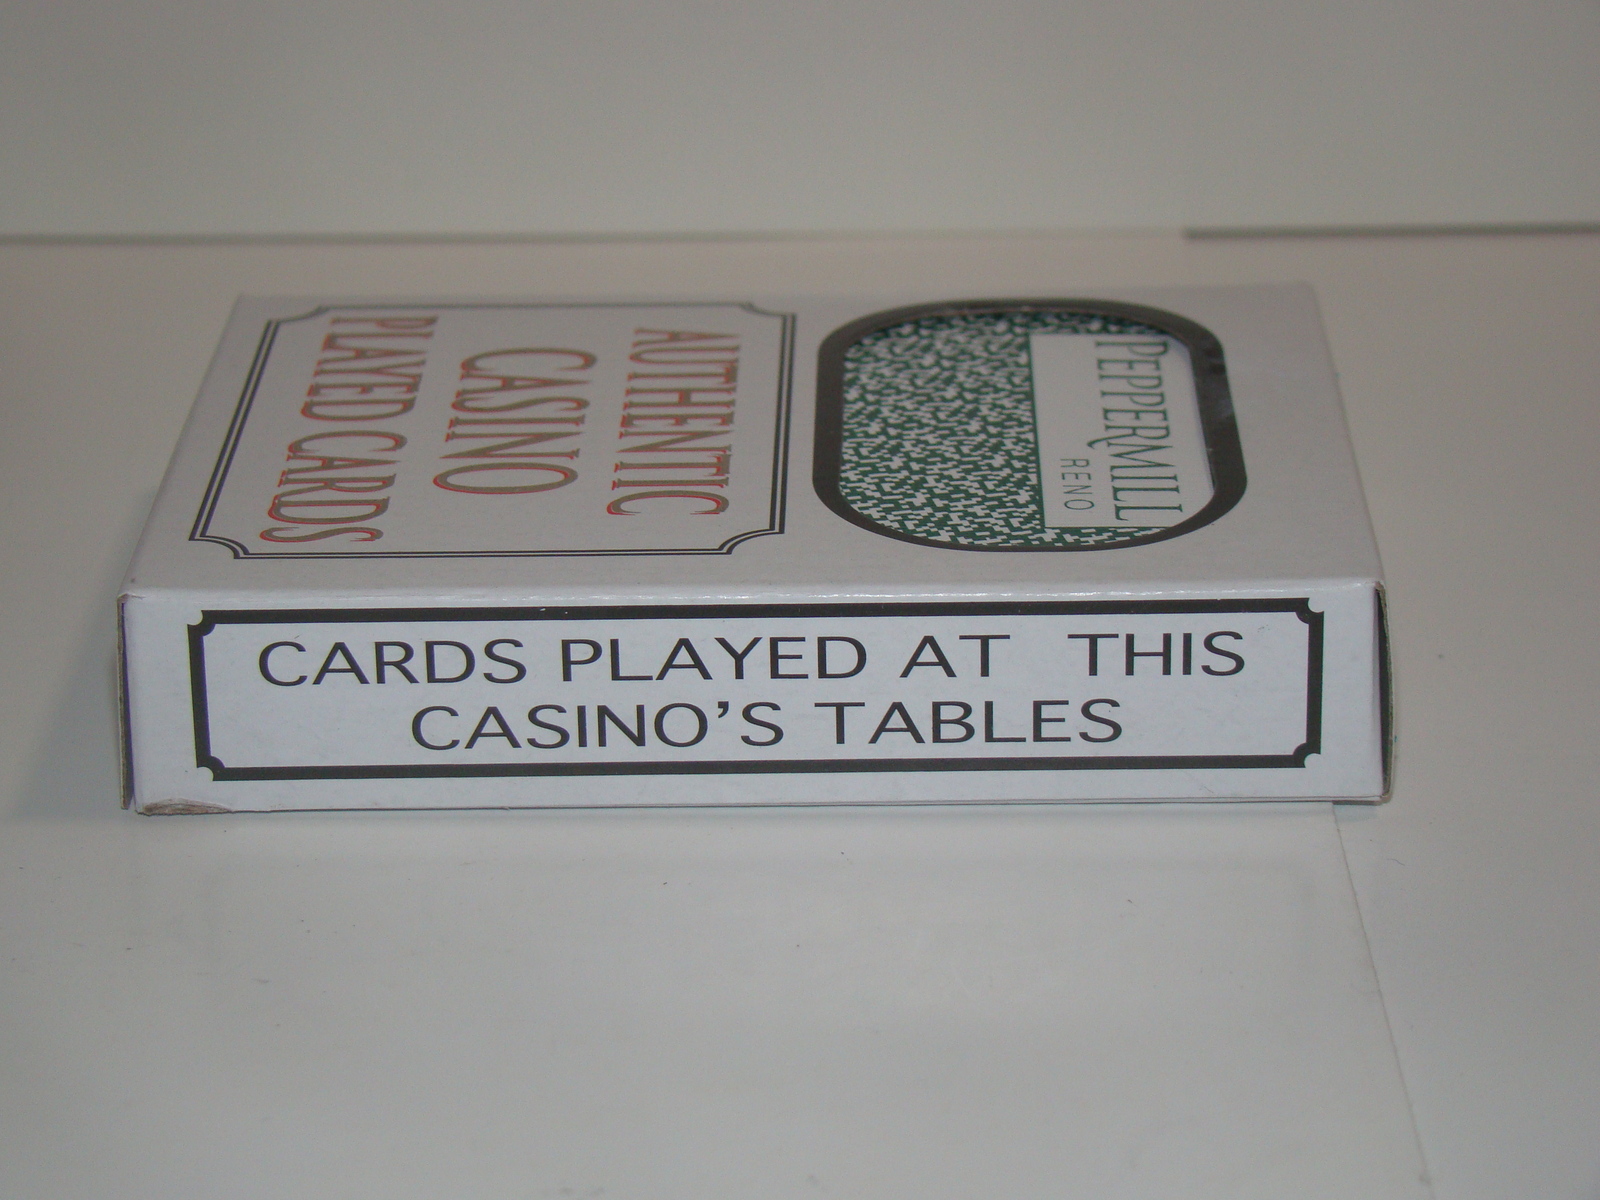 PEPPERMILL
RENO
AUTHENTIC
CASINO
PLAYED CARDS
CARDS PLAYED AT THIS
CASINO'S TABLES